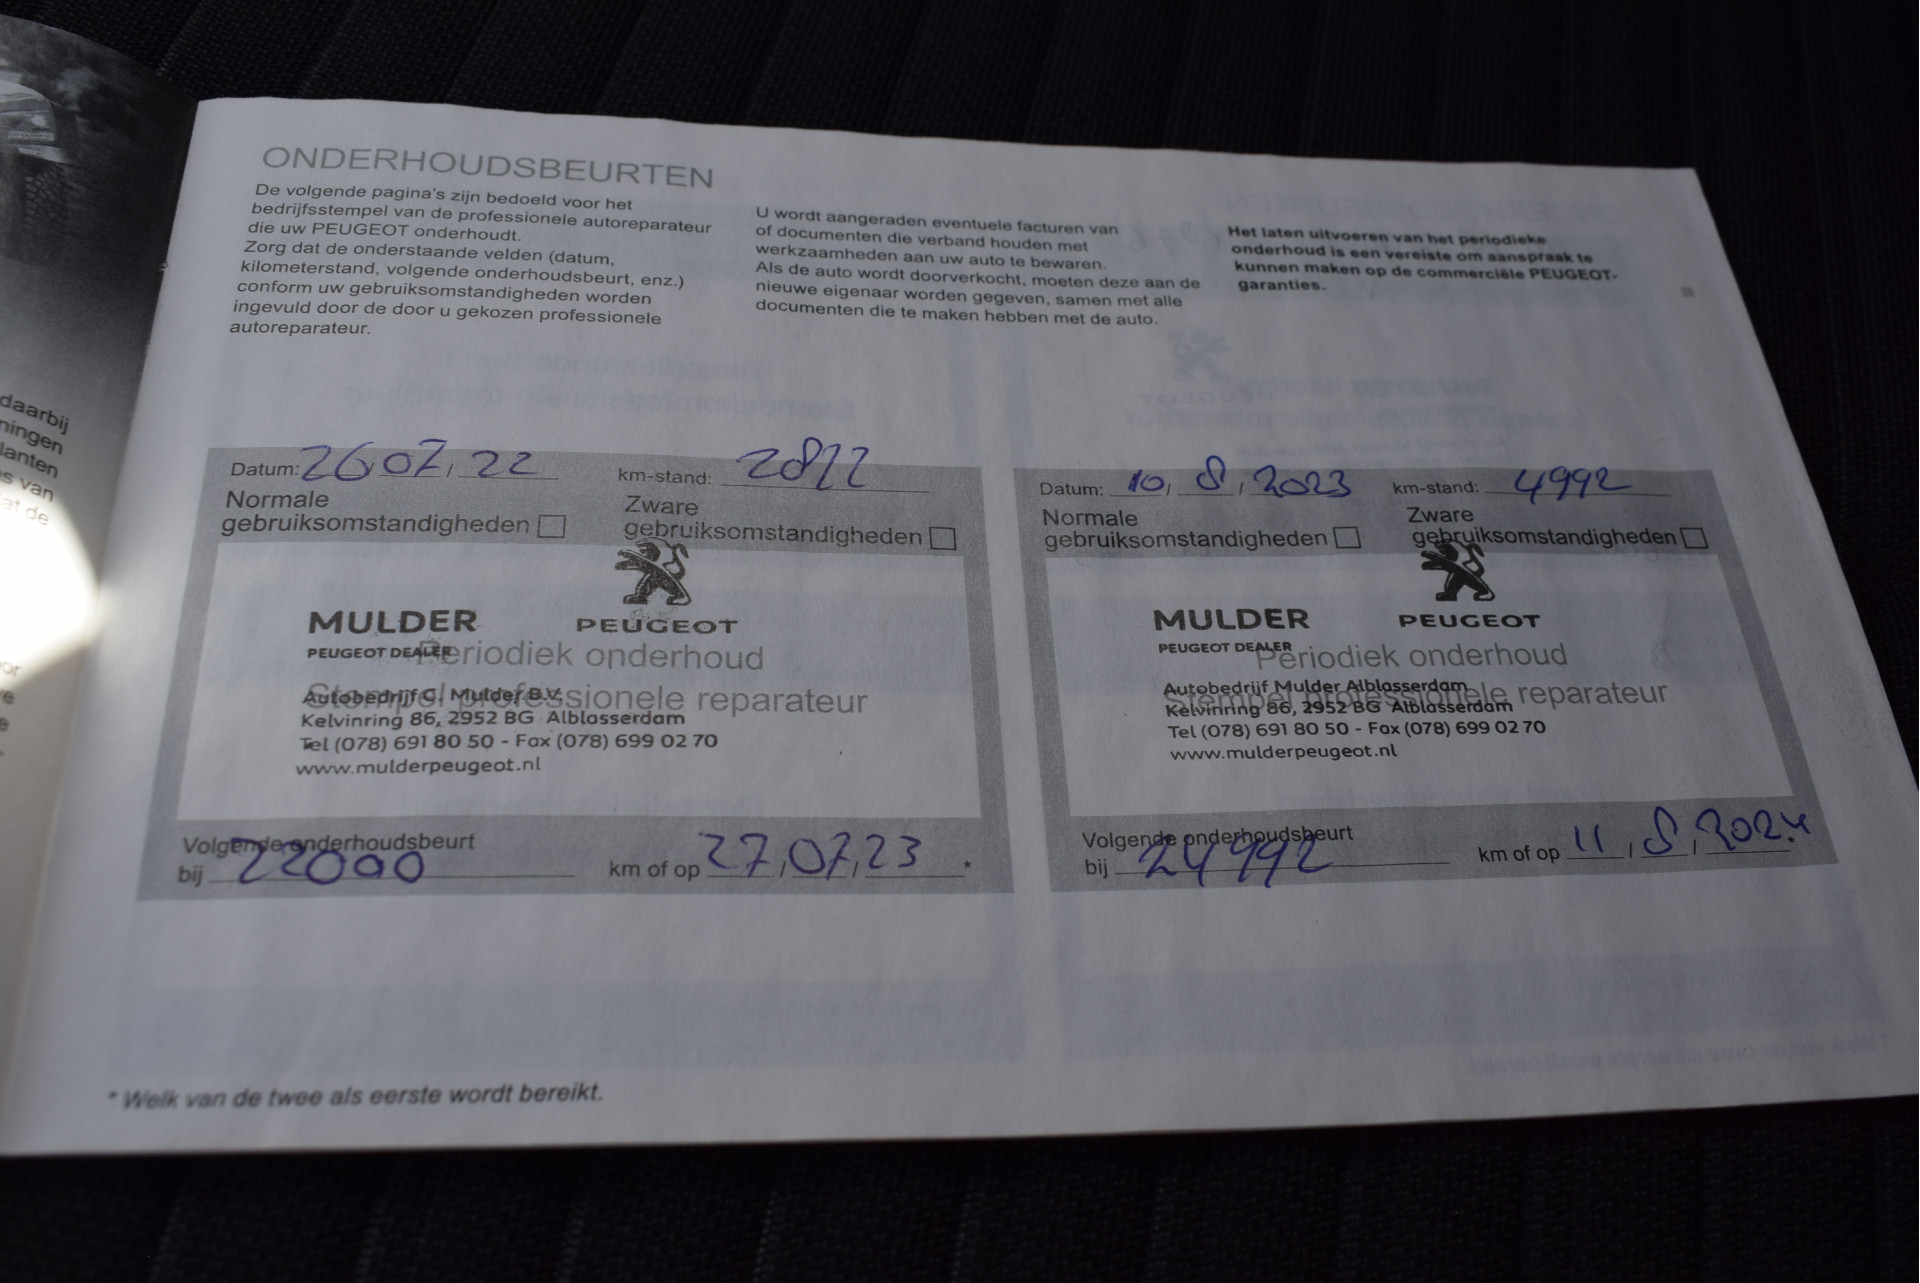 daarbij
ningen
lanten
s van
at de
ONDERHOUDSBEURTEN
De volgende pagina's zijn bedoeld voor het
bedrijfsstempel van de professionele autoreparateur
die uw PEUGEOT onderhoudt.
Zorg dat de onderstaande velden (datum,
kilometerstand, volgende onderhoudsbeurt, enz.)
conform uw gebruiksomstandigheden worden
ingevuld door de door u gekozen professionele
autoreparateur.
U wordt aangeraden eventuele facturen van
of documenten die verband houden met
werkzaamheden aan uw auto te bewaren.
Als de auto wordt doorverkocht, moeten deze aan de
nieuwe eigenaar worden gegeven, samen met alle
documenten die te maken hebben met de auto.
Het laten uitvoeren van het periodieke
onderhoud is een vereiste om aanspraak te
kunnen maken op de commerciële PEUGEOT-
garanties.
Datum: 26,07,22 km-stand: 2822
Normale
gebruiksomstandigheden
Zware
gebruiksomstandigheden
MULDER PEUGEOT
PEUGEOT DEALER
Periodiek onderhoud
Stempel professionele reparateur
Autobedrijf G. Mulder B.V.
Kelvinring 86, 2952 BG Alblasserdam
Tel (078) 691 80 50 - Fax (078) 699 02 70
www.mulderpeugeot.nl
Volgende onderhoudsbeurt
bij 22000 km of op 27,07,23 *
Datum: 10, 8, 2023 km-stand: 4992
Normale
gebruiksomstandigheden
Zware
gebruiksomstandigheden
MULDER PEUGEOT
PEUGEOT DEALER
Periodiek onderhoud
Stempel professionele reparateur
Autobedrijf Mulder Alblasserdam
Kelvinring 86, 2952 BG Alblasserdam
Tel (078) 691 80 50 - Fax (078) 699 02 70
www.mulderpeugeot.nl
Volgende onderhoudsbeurt
bij 24992 km of op 11, 8, 2024
* Welk van de twee als eerste wordt bereikt.